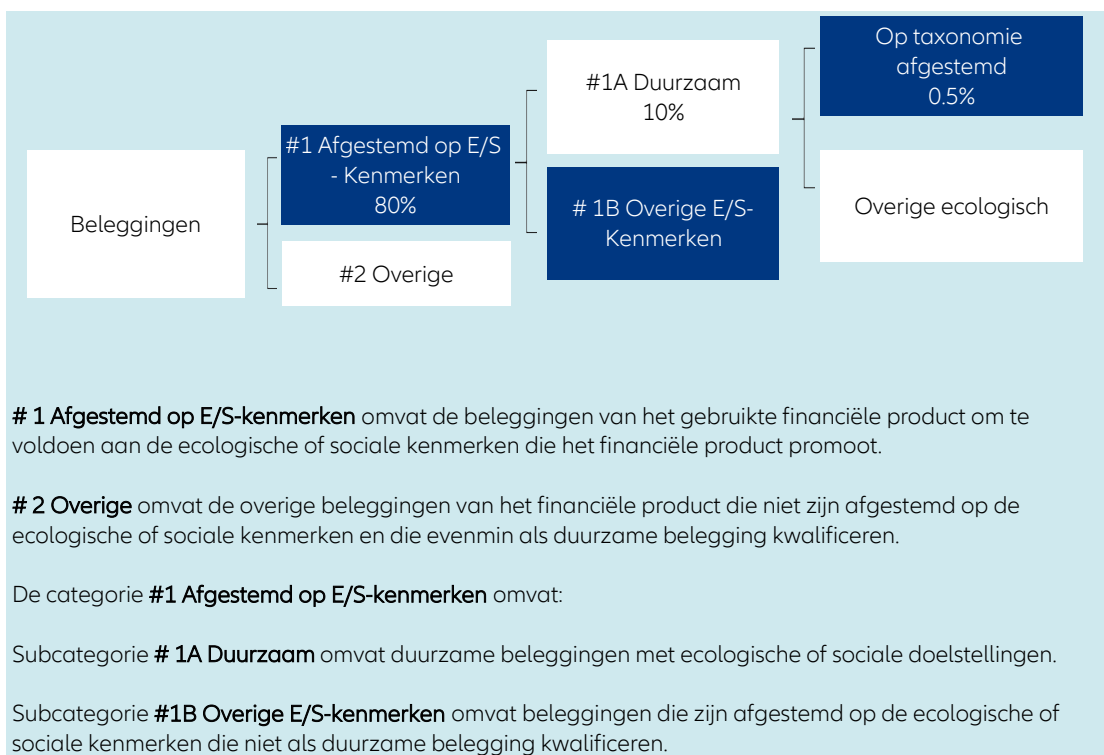 Beleggingen
#1 Afgestemd op E/S
- Kenmerken
80%
#2 Overige
#1A Duurzaam
10%
# 1B Overige E/S-
Kenmerken
Op taxonomie
afgestemd
0.5%
Overige ecologisch
# 1 Afgestemd op E/S-kenmerken omvat de beleggingen van het gebruikte financiële product om te
voldoen aan de ecologische of sociale kenmerken die het financiële product promoot.
# 2 Overige omvat de overige beleggingen van het financiële product die niet zijn afgestemd op de
ecologische of sociale kenmerken en die evenmin als duurzame belegging kwalificeren.
De categorie #1 Afgestemd op E/S-kenmerken omvat:
Subcategorie # 1A Duurzaam omvat duurzame beleggingen met ecologische of sociale doelstellingen.
Subcategorie #1B Overige E/S-kenmerken omvat beleggingen die zijn afgestemd op de ecologische of
sociale kenmerken die niet als duurzame belegging kwalificeren.